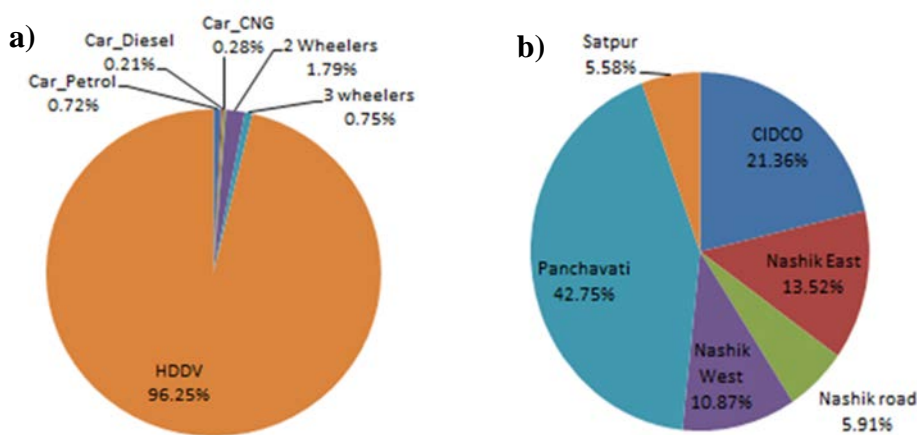 a)
Car_Petrol
0.72%
Car_Diesel
0.21%
Car_CNG
0.28%
2 Wheelers
1.79%
3 wheelers
0.75%
HDDV
96.25%
b)
Satpur
5.58%
CIDCO
21.36%
Nashik East
13.52%
Nashik road
5.91%
Nashik
West
10.87%
Panchavati
42.75%